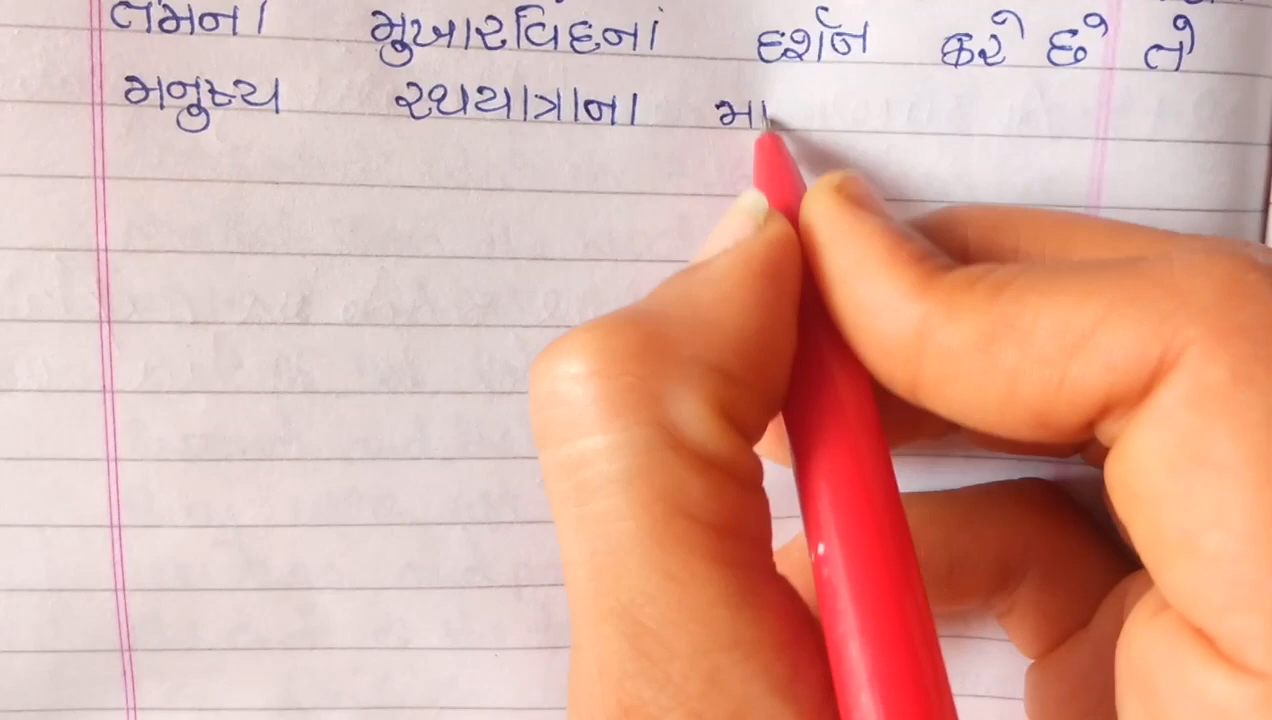 તેમના મુખારવિંદનાં દર્શન કરે છે તે
મનુષ્ય રથયાત્રાના મા